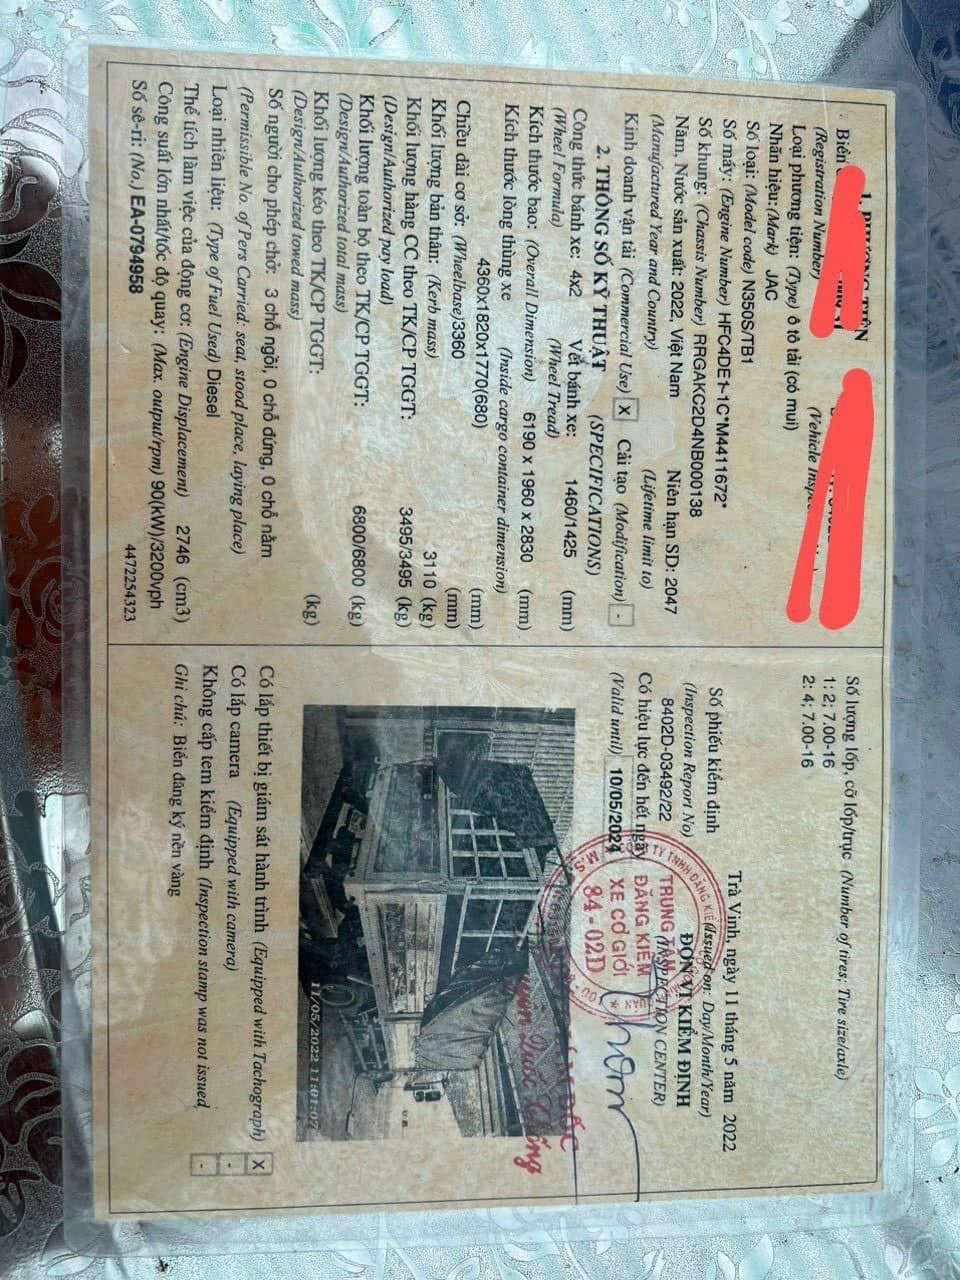 1. PHƯƠNG TIỆN
Biển
(Registration Number) (Vehicle Inspec
Loại phương tiện: (Type) ô tô tải (có mui)
Nhãn hiệu: (Mark) JAC
Số loại: (Model code) N350S/TB1
Số máy: (Engine Number) HFC4DE1-1C*M4411672*
Số khung: (Chassis Number) RRGAKC2D4NB000138
Năm, Nước sản xuất: 2022, Việt Nam Niên hạn SD: 2047
(Manufactured Year and Country) (Lifetime limit to)
Kinh doanh vận tải (Commercial Use) X Cải tạo (Modification) -
2. THÔNG SỐ KỸ THUẬT (SPECIFICATIONS)
Công thức bánh xe: 4x2 Vết bánh xe: 1460/1425 (mm)
(Wheel Formula) (Wheel Tread)
Kích thước bao: (Overall Dimension) 6190 x 1960 x 2830 (mm)
Kích thước lòng thùng xe (Inside cargo container dimension)
4360x1820x1770(680) (mm)
Chiều dài cơ sở: (Wheelbase)3360 (mm)
Khối lượng bản thân: (Kerb mass) 3110 (kg)
Khối lượng hàng CC theo TK/CP TGGT: 3495/3495 (kg)
(Design/Authorized pay load)
Khối lượng toàn bộ theo TK/CP TGGT: 6800/6800 (kg)
(Design/Authorized total mass)
Khối lượng kéo theo TK/CP TGGT: (kg)
(Design/Authorized towed mass)
Số người cho phép chở: 3 chỗ ngồi, 0 chỗ đứng, 0 chỗ nằm
(Permissible No. of Pers Carried: seat, stood place, laying place)
Loại nhiên liệu: (Type of Fuel Used) Diesel
Thể tích làm việc của động cơ: (Engine Displacement) 2746 (cm3)
Công suất lớn nhất/tốc độ quay: (Max. output/rpm) 90(kW)/3200vph
Số sê-ri: (No.) EA-0794958 4472254323
Số lượng lốp, cỡ lốp/trục (Number of tires; Tire size/axle)
1: 2; 7.00-16
2: 4; 7.00-16
Trà Vinh, ngày 11 tháng 5 năm 2022
(Issued on: Day/Month/Year)
Số phiếu kiểm định ĐƠN VỊ KIỂM ĐỊNH
(Inspection Report No) (INSPECTION CENTER)
8402D-03492/22
Có hiệu lực đến hết ngày
(Valid until) 10/05/2024
TRUNG TÂM
ĐĂNG KIỂM
XE CƠ GIỚI
84 - 02D
11/05/2022 11:01:07
Có lắp thiết bị giám sát hành trình (Equipped with Tachograph) X
Có lắp camera (Equipped with camera) -
Không cấp tem kiểm định (Inspection stamp was not issued -
Ghi chú: Biển đăng ký nền vàng